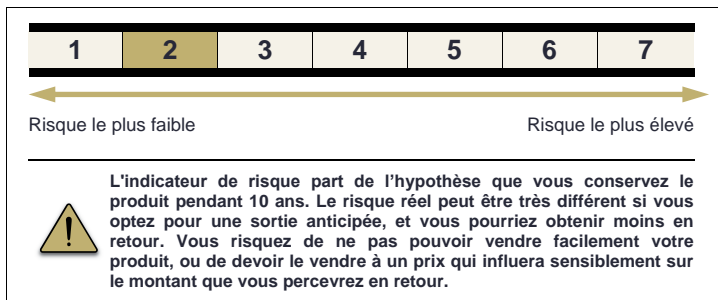 1 2 3 4 5 6 7
Risque le plus faible Risque le plus élevé
L'indicateur de risque part de l’hypothèse que vous conservez le
produit pendant 10 ans. Le risque réel peut être très différent si vous
optez pour une sortie anticipée, et vous pourriez obtenir moins en
retour. Vous risquez de ne pas pouvoir vendre facilement votre
produit, ou de devoir le vendre à un prix qui influera sensiblement sur
le montant que vous percevrez en retour.